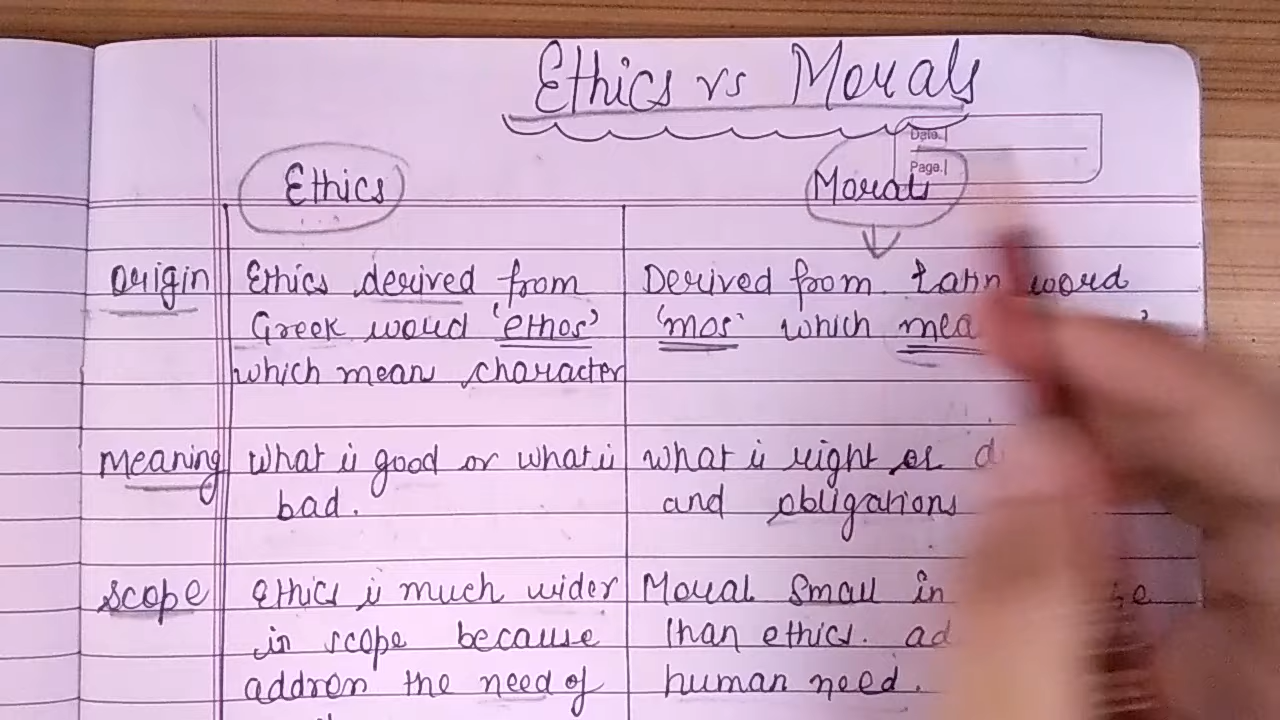 Ethics vs Morals
Date.
Page.
Ethics Morals
origin Ethics derived from Derived from Latin word
Greek word 'ethos' 'mos' which
which mean character
meaning what is good or what is what is right or
bad. and obligations
scope Ethics is much wider Moral small in
in scope because than ethics.
address the need of human need.